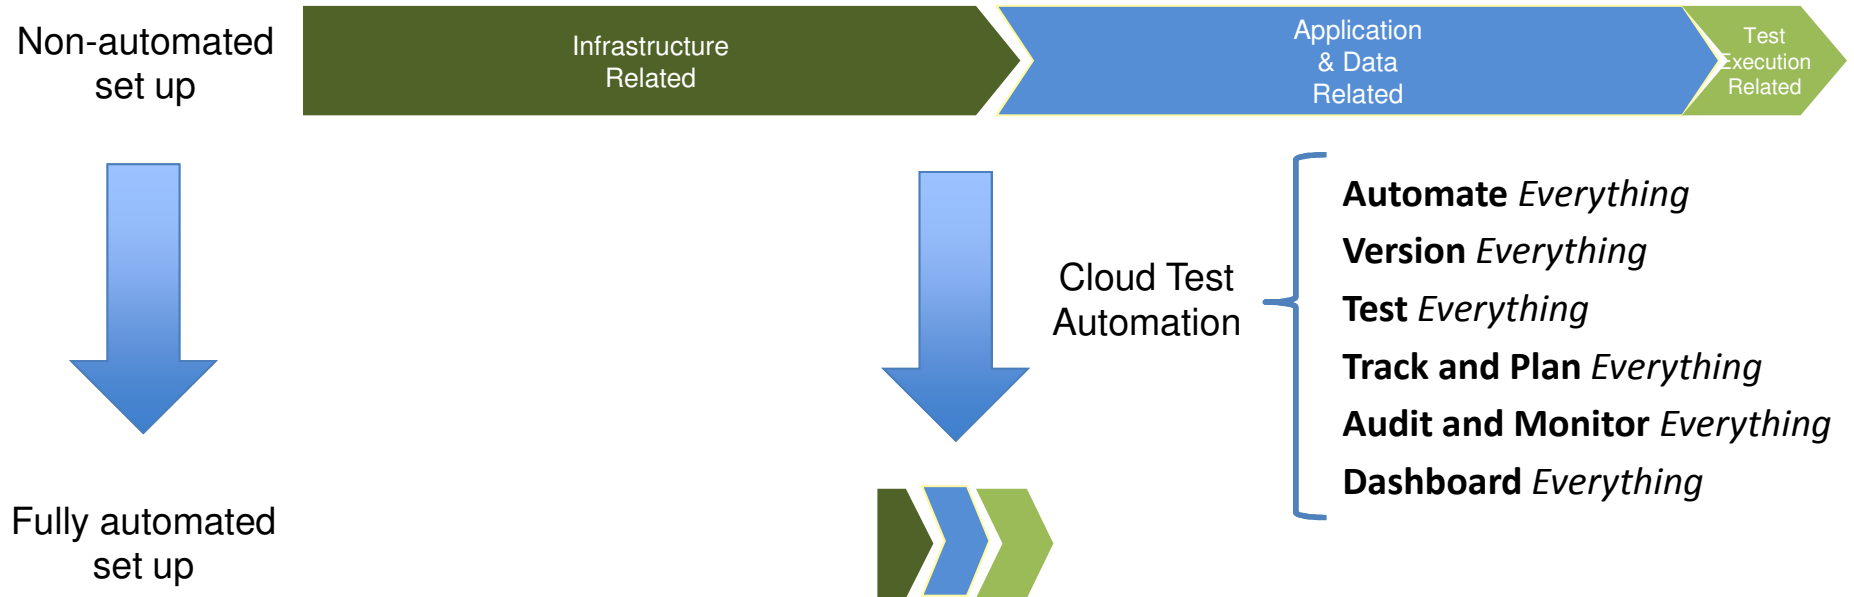 Non-automated
set up
Infrastructure
Related
Application
& Data
Related
Test
Execution
Related
Cloud Test
Automation
Automate Everything
Version Everything
Test Everything
Track and Plan Everything
Audit and Monitor Everything
Dashboard Everything
Fully automated
set up